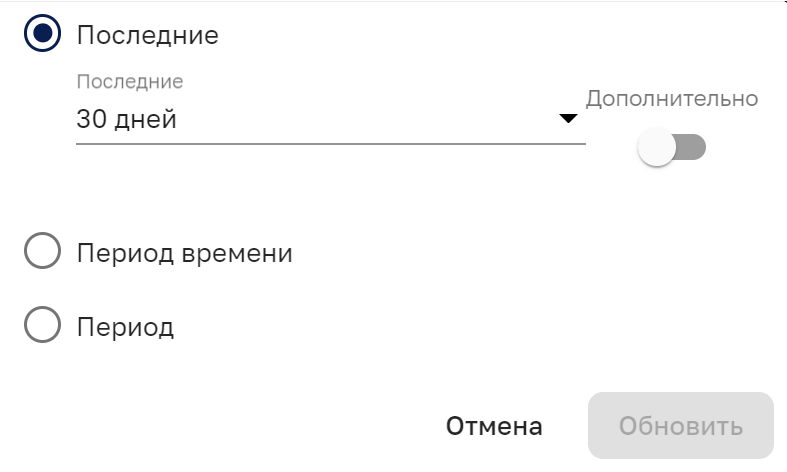 Последние
Последние
30 дней
Дополнительно
Период времени
Период
Отмена
Обновить